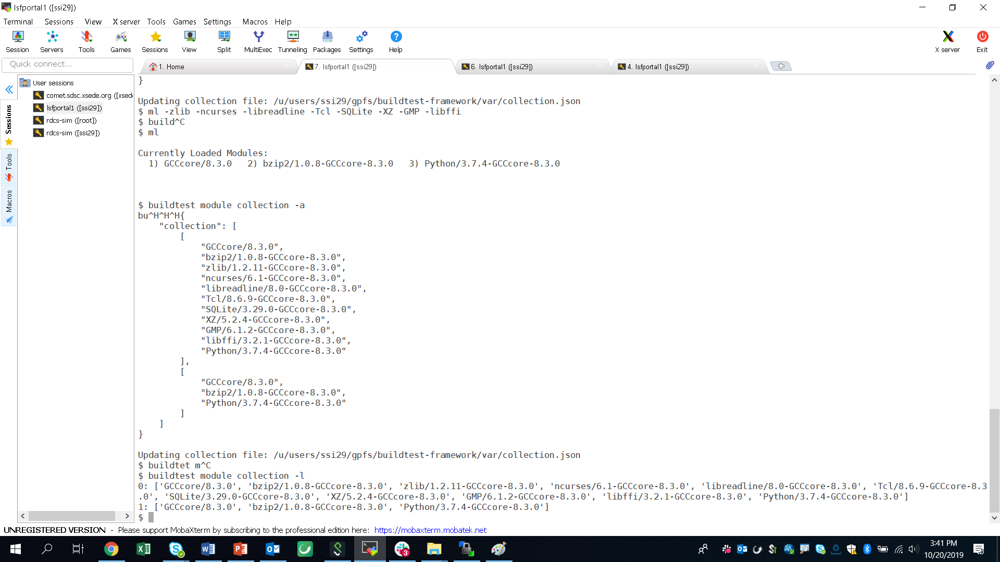 lsfportal1 ([ssi29])
Terminal Sessions View X server Tools Games Settings Macros Help
Session Servers Tools Games Sessions View Split MultiExec Tunneling Packages Settings Help X server Exit
Quick connect...
1. Home
7. lsfportal1 ([ssi29])
6. lsfportal1 ([ssi29])
4. lsfportal1 ([ssi29])
Sessions
Tools
Macros
User sessions
comet.sdsc.xsede.org ([xsed
lsfportal1 ([ssi29])
rdcs-sim ([root])
rdcs-sim ([ssi29])
}
Updating collection file: /u/users/ssi29/gpfs/buildtest-framework/var/collection.json
$ ml -zlib -ncurses -libreadline -Tcl -SQLite -XZ -GMP -libffi
$ build^C
$ ml
Currently Loaded Modules:
1) GCCcore/8.3.0   2) bzip2/1.0.8-GCCcore-8.3.0   3) Python/3.7.4-GCCcore-8.3.0
$ buildtest module collection -a
bu^H^H^H{
"collection": [
[
"GCCcore/8.3.0",
"bzip2/1.0.8-GCCcore-8.3.0",
"zlib/1.2.11-GCCcore-8.3.0",
"ncurses/6.1-GCCcore-8.3.0",
"libreadline/8.0-GCCcore-8.3.0",
"Tcl/8.6.9-GCCcore-8.3.0",
"SQLite/3.29.0-GCCcore-8.3.0",
"XZ/5.2.4-GCCcore-8.3.0",
"GMP/6.1.2-GCCcore-8.3.0",
"libffi/3.2.1-GCCcore-8.3.0",
"Python/3.7.4-GCCcore-8.3.0"
],
[
"GCCcore/8.3.0",
"bzip2/1.0.8-GCCcore-8.3.0",
"Python/3.7.4-GCCcore-8.3.0"
]
]
}
Updating collection file: /u/users/ssi29/gpfs/buildtest-framework/var/collection.json
$ buildtet m^C
$ buildtest module collection -l
0: ['GCCcore/8.3.0', 'bzip2/1.0.8-GCCcore-8.3.0', 'zlib/1.2.11-GCCcore-8.3.0', 'ncurses/6.1-GCCcore-8.3.0', 'libreadline/8.0-GCCcore-8.3.0', 'Tcl/8.6.9-GCCcore-8.3
.0', 'SQLite/3.29.0-GCCcore-8.3.0', 'XZ/5.2.4-GCCcore-8.3.0', 'GMP/6.1.2-GCCcore-8.3.0', 'libffi/3.2.1-GCCcore-8.3.0', 'Python/3.7.4-GCCcore-8.3.0']
1: ['GCCcore/8.3.0', 'bzip2/1.0.8-GCCcore-8.3.0', 'Python/3.7.4-GCCcore-8.3.0']
$
UNREGISTERED VERSION - Please support MobaXterm by subscribing to the professional edition here: https://mobaxterm.mobatek.net
3:41 PM
10/20/2019
3